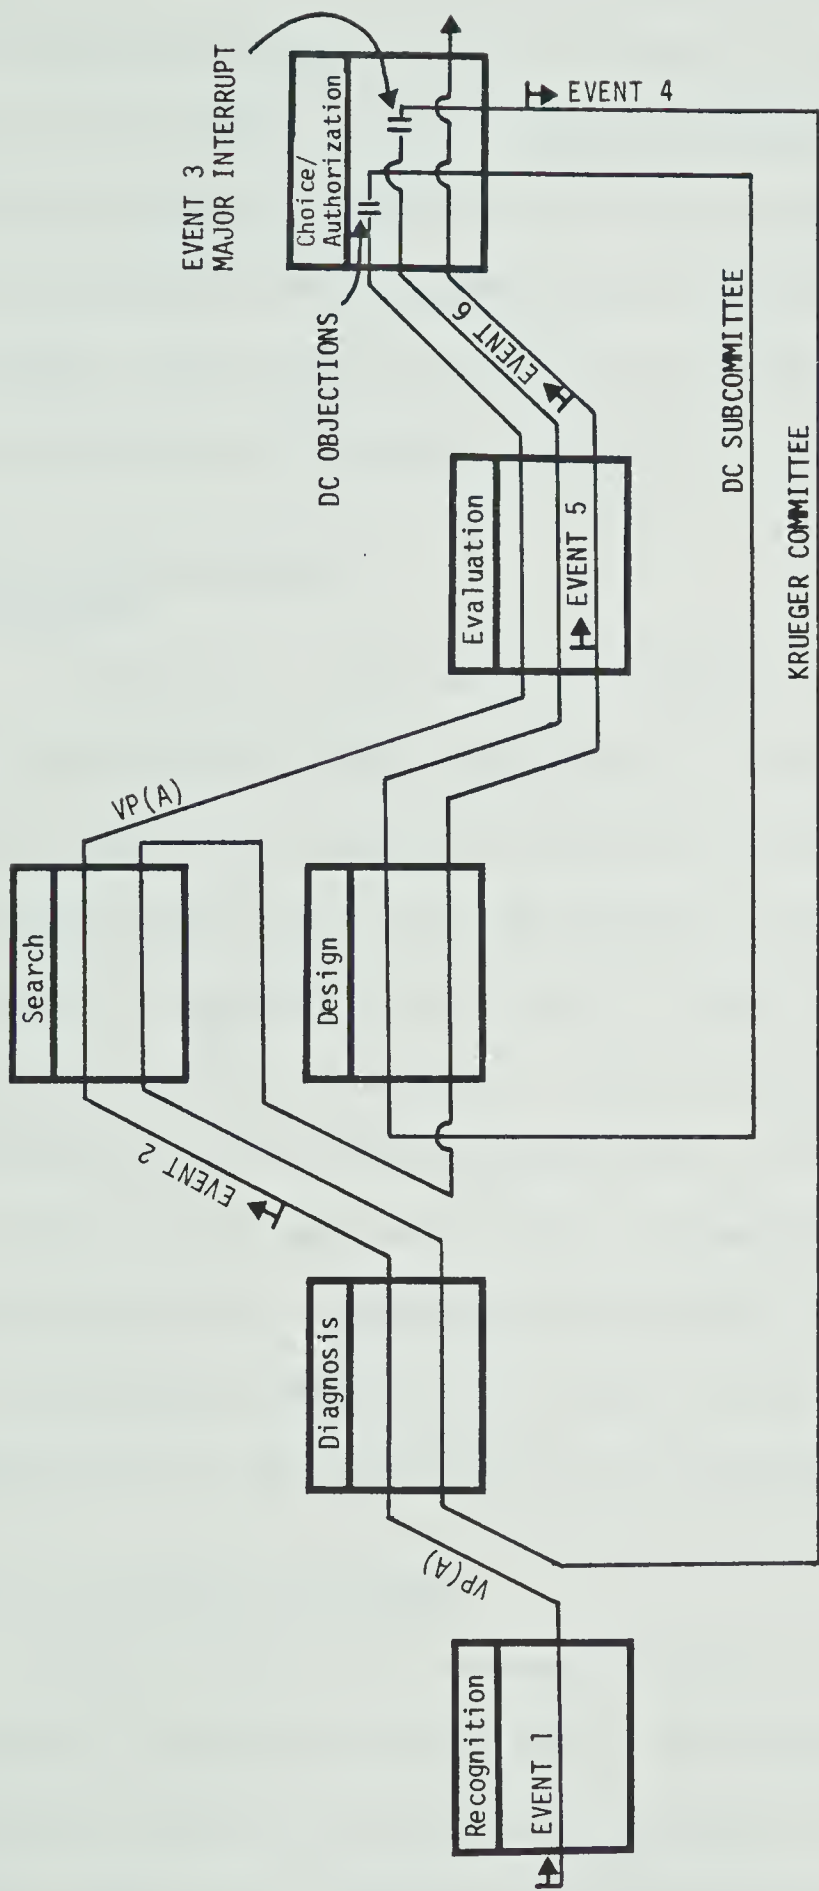 Recognition
EVENT 1
VP(A)
Diagnosis
EVENT 2
Search
VP(A)
Design
Evaluation
EVENT 5
EVENT 6
DC OBJECTIONS
EVENT 3
MAJOR INTERRUPT
Choice/
Authorization
EVENT 4
DC SUBCOMMITTEE
KRUEGER COMMITTEE